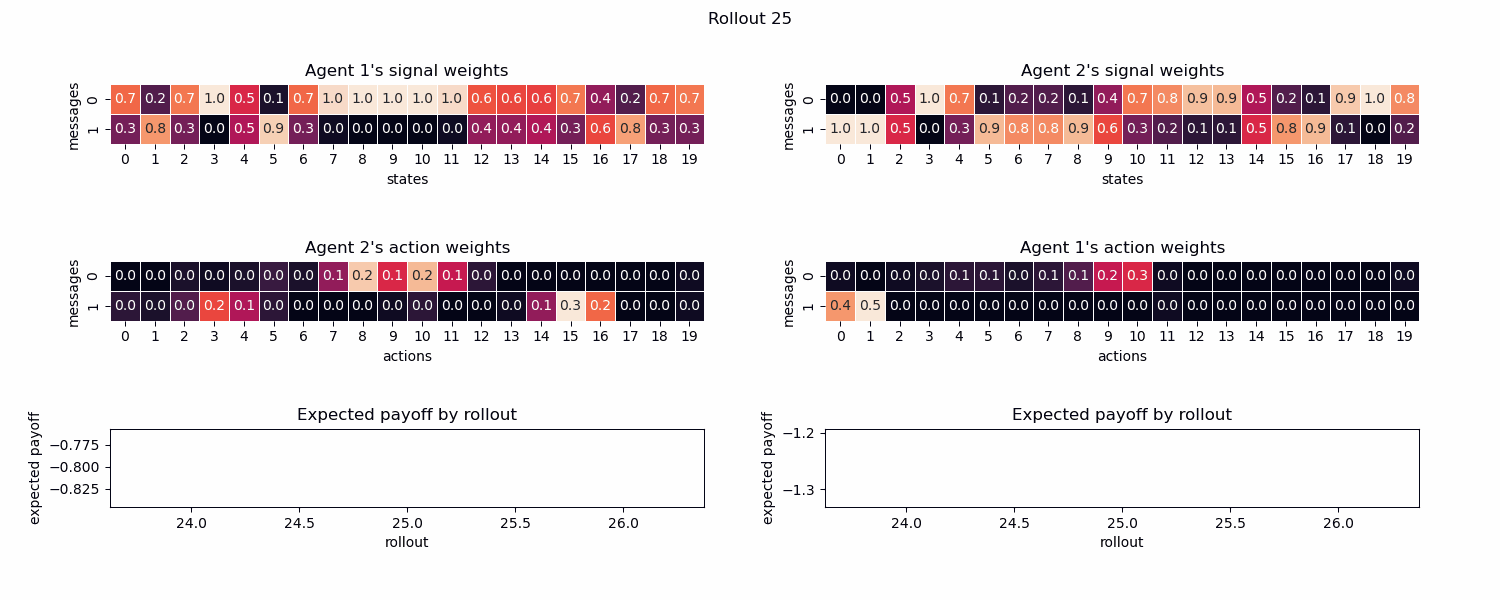 Rollout 25
Agent 1's signal weights
messages
0
0.7 0.2 0.7 1.0 0.5 0.1 0.7 1.0 1.0 1.0 1.0 1.0 0.6 0.6 0.6 0.7 0.4 0.2 0.7 0.7
1
0.3 0.8 0.3 0.0 0.5 0.9 0.3 0.0 0.0 0.0 0.0 0.0 0.4 0.4 0.4 0.3 0.6 0.8 0.3 0.3
0 1 2 3 4 5 6 7 8 9 10 11 12 13 14 15 16 17 18 19
states
Agent 2's signal weights
messages
0
0.0 0.0 0.5 1.0 0.7 0.1 0.2 0.2 0.1 0.4 0.7 0.8 0.9 0.9 0.5 0.2 0.1 0.9 1.0 0.8
1
1.0 1.0 0.5 0.0 0.3 0.9 0.8 0.8 0.9 0.6 0.3 0.2 0.1 0.1 0.5 0.8 0.9 0.1 0.0 0.2
0 1 2 3 4 5 6 7 8 9 10 11 12 13 14 15 16 17 18 19
states
Agent 2's action weights
messages
0
0.0 0.0 0.0 0.0 0.0 0.0 0.0 0.1 0.2 0.1 0.2 0.1 0.0 0.0 0.0 0.0 0.0 0.0 0.0 0.0
1
0.0 0.0 0.0 0.2 0.1 0.0 0.0 0.0 0.0 0.0 0.0 0.0 0.0 0.0 0.1 0.3 0.2 0.0 0.0 0.0
0 1 2 3 4 5 6 7 8 9 10 11 12 13 14 15 16 17 18 19
actions
Agent 1's action weights
messages
0
0.0 0.0 0.0 0.0 0.1 0.1 0.0 0.1 0.1 0.2 0.3 0.0 0.0 0.0 0.0 0.0 0.0 0.0 0.0 0.0
1
0.4 0.5 0.0 0.0 0.0 0.0 0.0 0.0 0.0 0.0 0.0 0.0 0.0 0.0 0.0 0.0 0.0 0.0 0.0 0.0
0 1 2 3 4 5 6 7 8 9 10 11 12 13 14 15 16 17 18 19
actions
Expected payoff by rollout
expected payoff
−0.775
−0.800
−0.825
24.0 24.5 25.0 25.5 26.0
rollout
Expected payoff by rollout
expected payoff
−1.2
−1.3
24.0 24.5 25.0 25.5 26.0
rollout